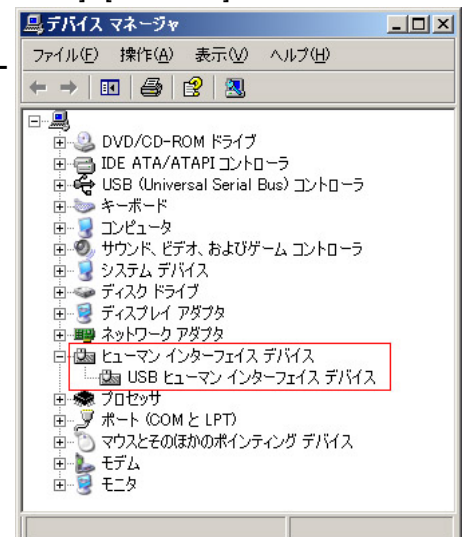 デバイス マネージャ
ファイル(F) 操作(A) 表示(V) ヘルプ(H)
DVD/CD-ROM ドライブ
IDE ATA/ATAPI コントローラ
USB (Universal Serial Bus) コントローラ
キーボード
コンピュータ
サウンド、ビデオ、およびゲーム コントローラ
システム デバイス
ディスク ドライブ
ディスプレイ アダプタ
ネットワーク アダプタ
ヒューマン インターフェイス デバイス
USB ヒューマン インターフェイス デバイス
プロセッサ
ポート (COM と LPT)
マウスとそのほかのポインティング デバイス
モデム
モニタ